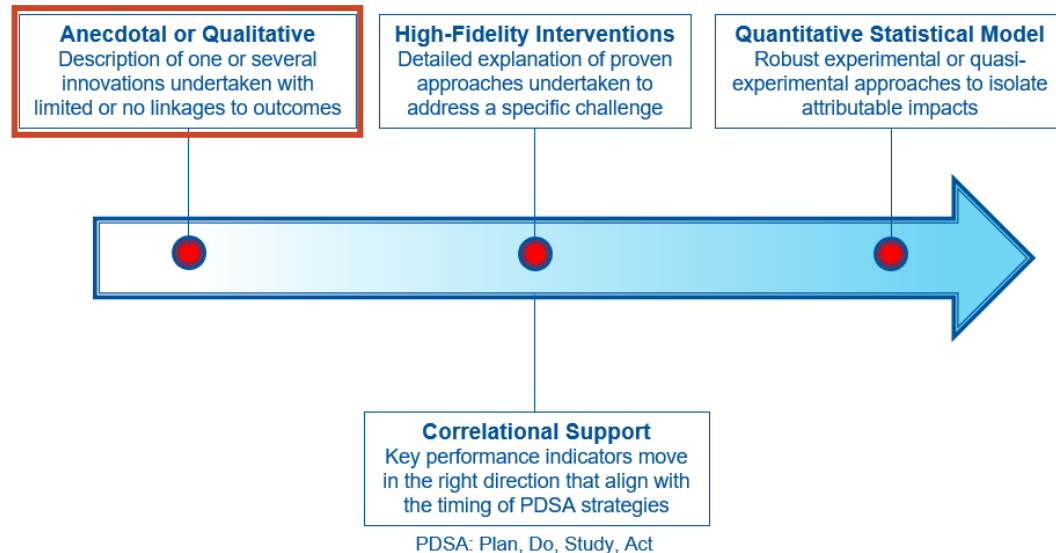 Anecdotal or Qualitative
Description of one or several
innovations undertaken with
limited or no linkages to outcomes
High-Fidelity Interventions
Detailed explanation of proven
approaches undertaken to
address a specific challenge
Quantitative Statistical Model
Robust experimental or quasi-
experimental approaches to isolate
attributable impacts
Correlational Support
Key performance indicators move
in the right direction that align with
the timing of PDSA strategies
PDSA: Plan, Do, Study, Act